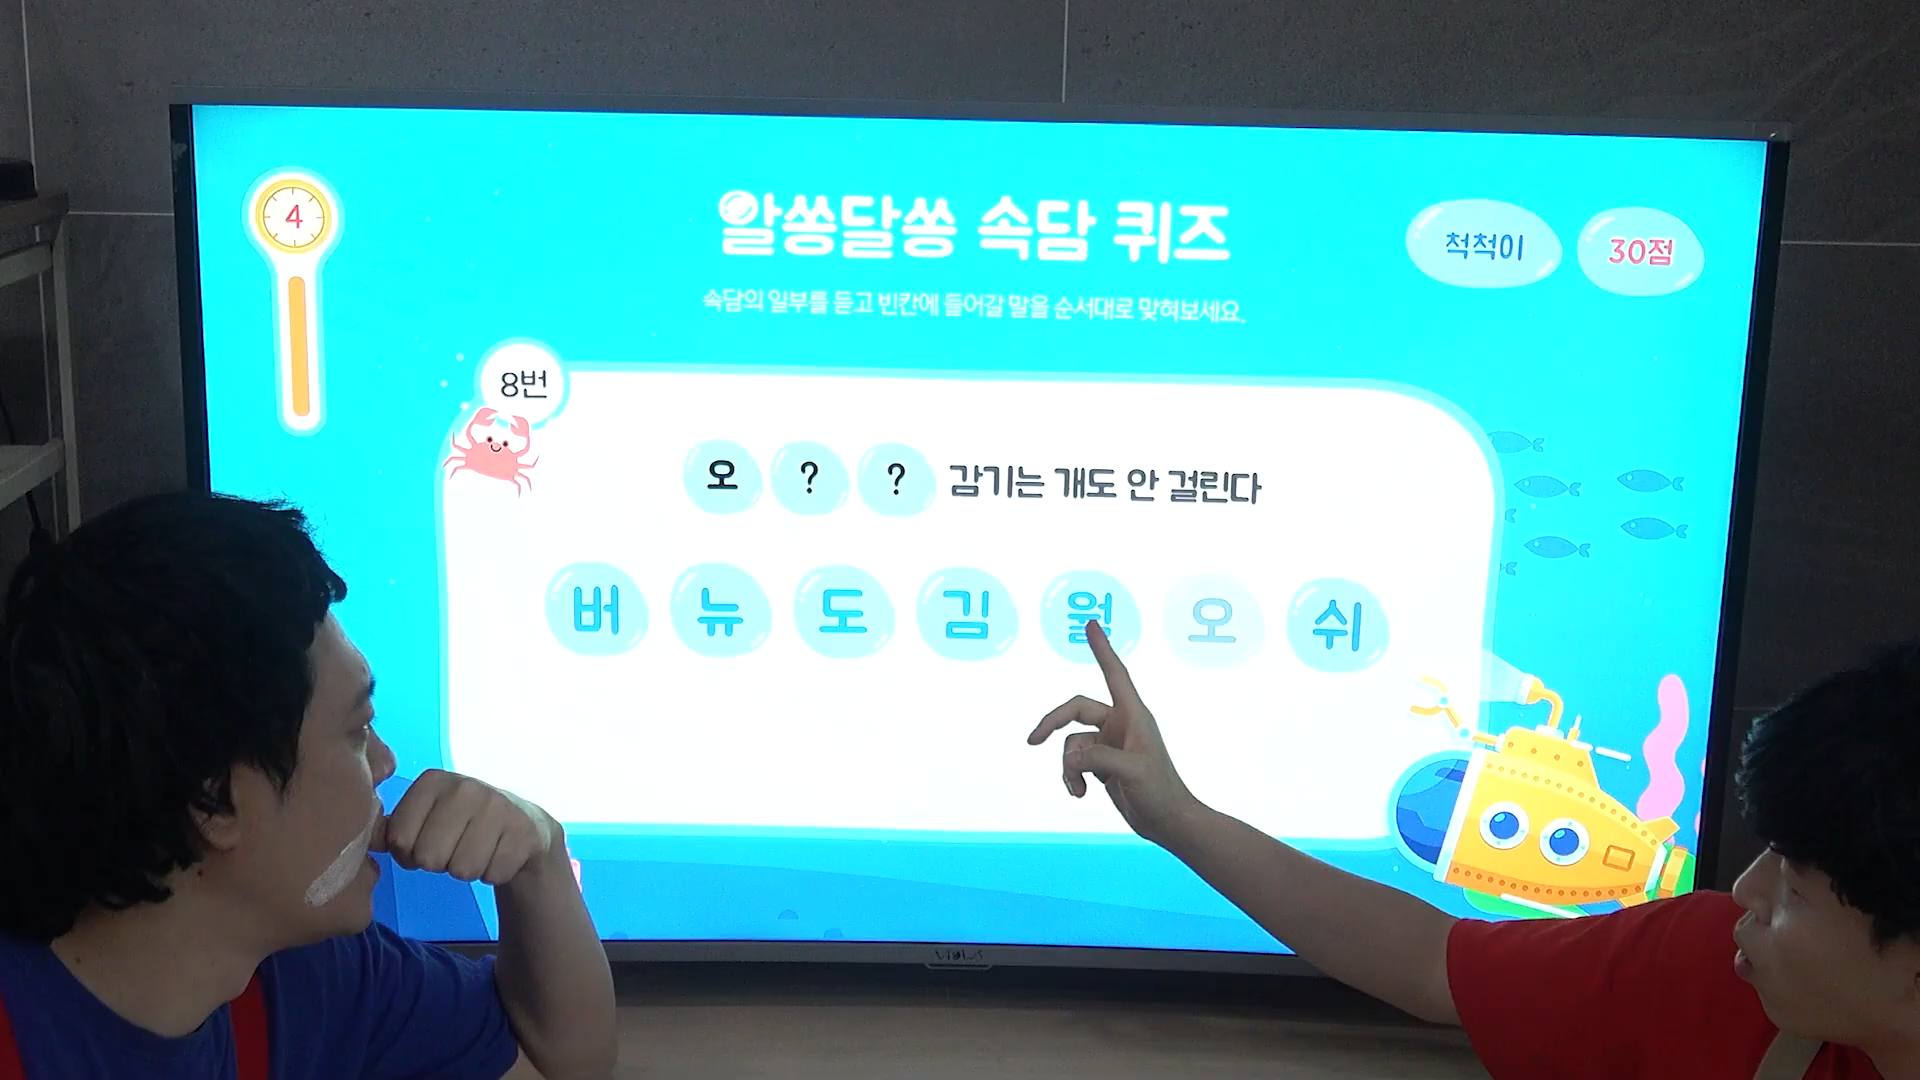 4
알쏭달쏭 속담 퀴즈
척척이
30점
속담의 일부를 듣고 빈칸에 들어갈 말을 순서대로 맞혀보세요.
8번
오 ? ? 감기는 개도 안 걸린다
버 뉴 도 김 월 오 쉬